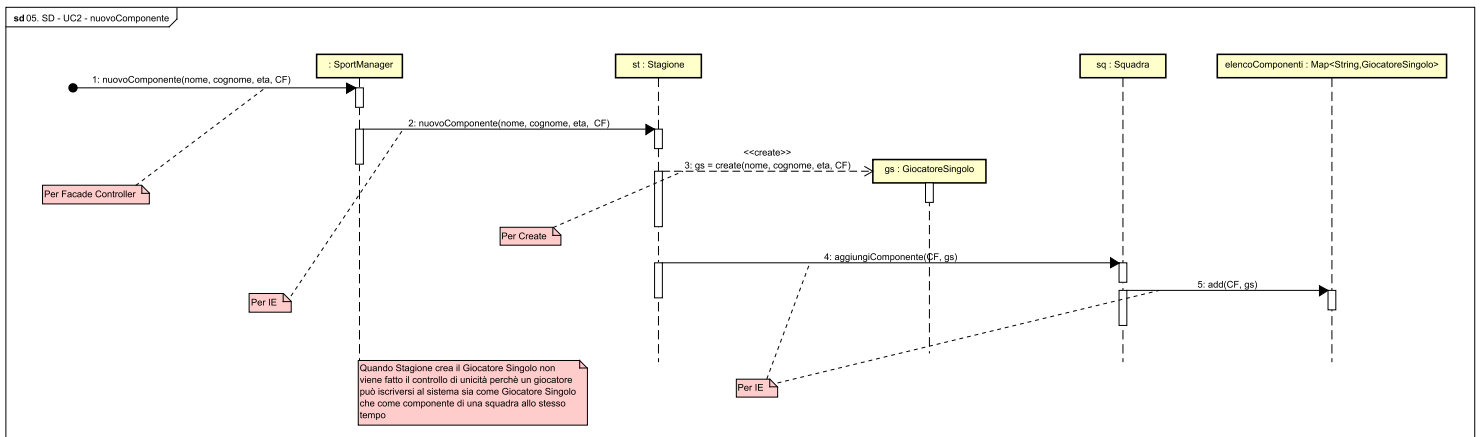 sd 05. SD - UC2 - nuovoComponente
: SportManager
st : Stagione
sq : Squadra
elencoComponenti : Map<String,GiocatoreSingolo>
1: nuovoComponente(nome, cognome, eta, CF)
2: nuovoComponente(nome, cognome, eta,  CF)
<<create>>
3: gs = create(nome, cognome, eta, CF)
gs : GiocatoreSingolo
Per Facade Controller
Per Create
4: aggiungiComponente(CF, gs)
5: add(CF, gs)
Per IE
Quando Stagione crea il Giocatore Singolo non
viene fatto il controllo di unicità perchè un giocatore
può iscriversi al sistema sia come Giocatore Singolo
che come componente di una squadra allo stesso
tempo
Per IE